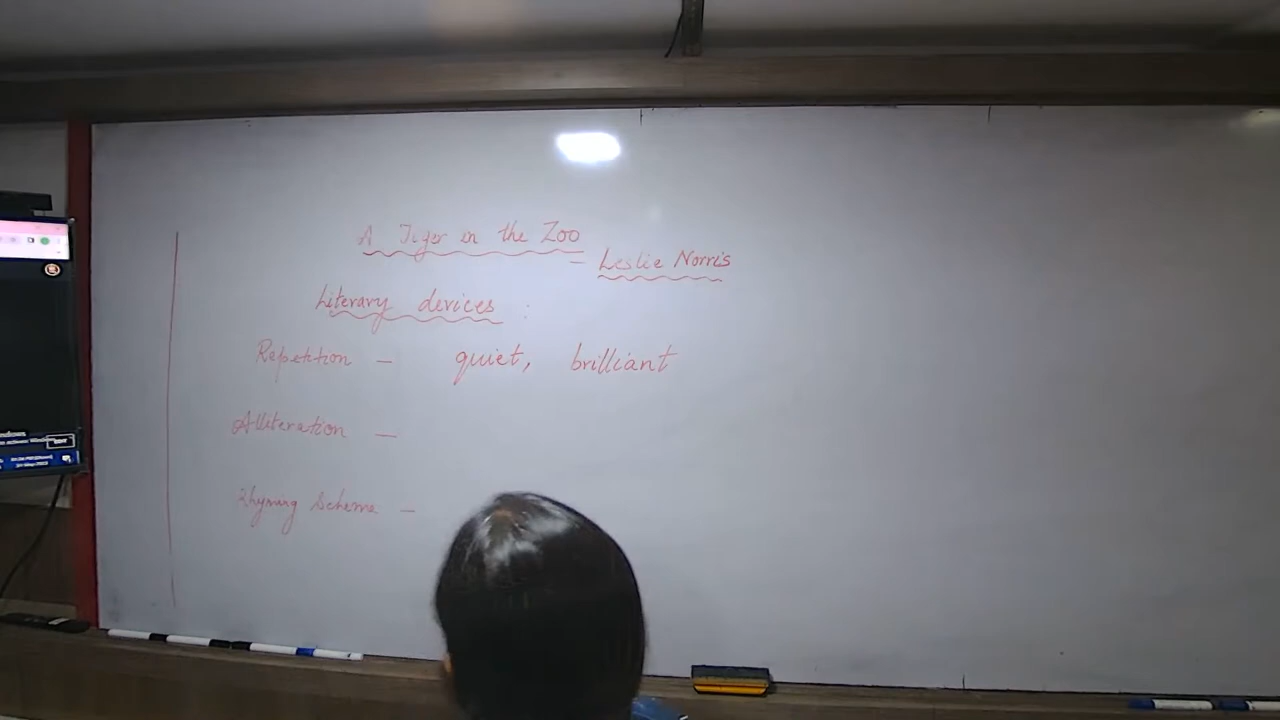 A Tiger in the Zoo
- Leslie Norris
Literary devices :
Repetition - quiet, brilliant
Alliteration -
Rhyming Scheme -